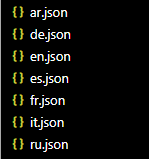 {} ar.json
{} de.json
{} en.json
{} es.json
{} fr.json
{} it.json
{} ru.json